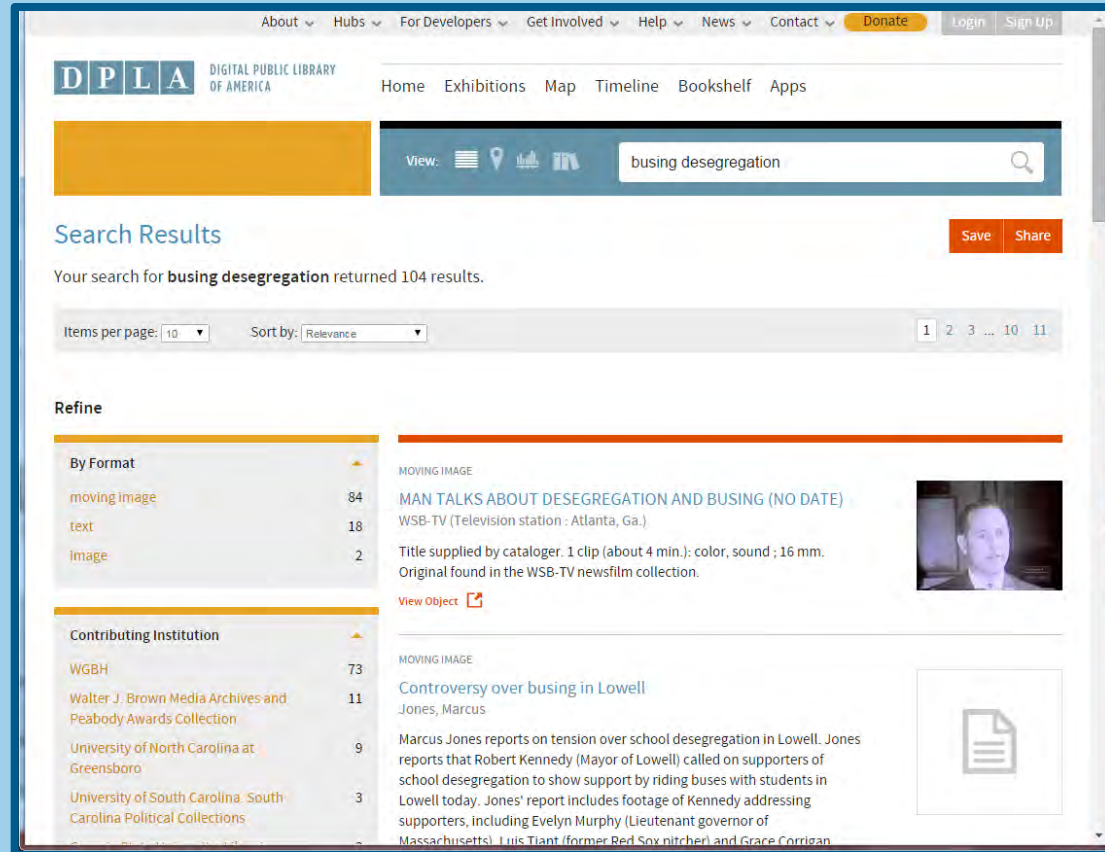 About Hubs For Developers Get Involved Help News Contact Donate Login Sign Up
DPLA DIGITAL PUBLIC LIBRARY
OF AMERICA
Home Exhibitions Map Timeline Bookshelf Apps
View: busing desegregation
Search Results
Save Share
Your search for busing desegregation returned 104 results.
Items per page: 10 Sort by: Relevance 1 2 3 ... 10 11
Refine
By Format
moving image 84
text 18
image 2
Contributing Institution
WGBH 73
Walter J. Brown Media Archives and 11
Peabody Awards Collection
University of North Carolina at 9
Greensboro
University of South Carolina. South 3
Carolina Political Collections
MOVING IMAGE
MAN TALKS ABOUT DESEGREGATION AND BUSING (NO DATE)
WSB-TV (Television station : Atlanta, Ga.)
Title supplied by cataloger. 1 clip (about 4 min.): color, sound ; 16 mm.
Original found in the WSB-TV newsfilm collection.
View Object
MOVING IMAGE
Controversy over busing in Lowell
Jones, Marcus
Marcus Jones reports on tension over school desegregation in Lowell. Jones
reports that Robert Kennedy (Mayor of Lowell) called on supporters of
school desegregation to show support by riding buses with students in
Lowell today. Jones' report includes footage of Kennedy addressing
supporters, including Evelyn Murphy (Lieutenant governor of
Massachusetts), Luis Tiant (former Red Sox pitcher) and Grace Corrigan